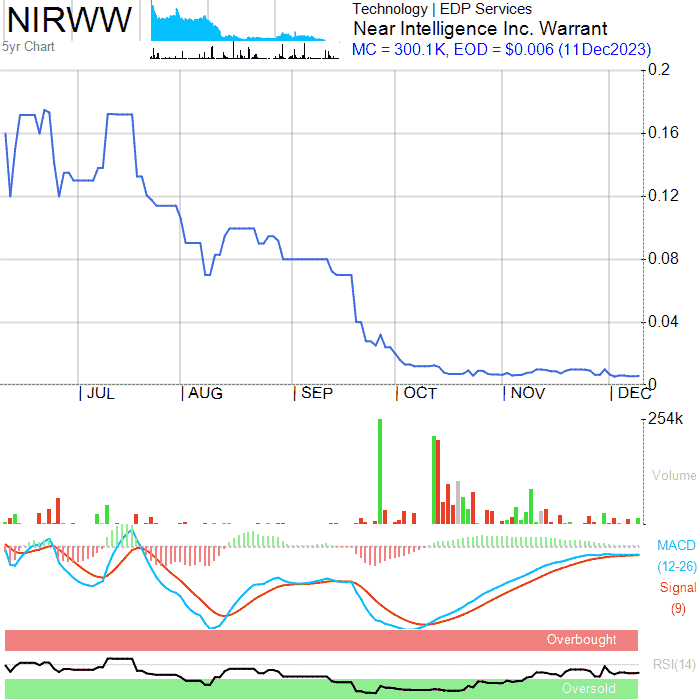 NIRWW
5yr Chart
Technology | EDP Services
Near Intelligence Inc. Warrant
MC = 300.1K, EOD = $0.006 (11Dec2023)
0.2
0.16
0.12
0.08
0.04
0
JUL AUG SEP OCT NOV DEC
254k
Volume
MACD
(12-26)
Signal
(9)
Overbought
RSI(14)
Oversold